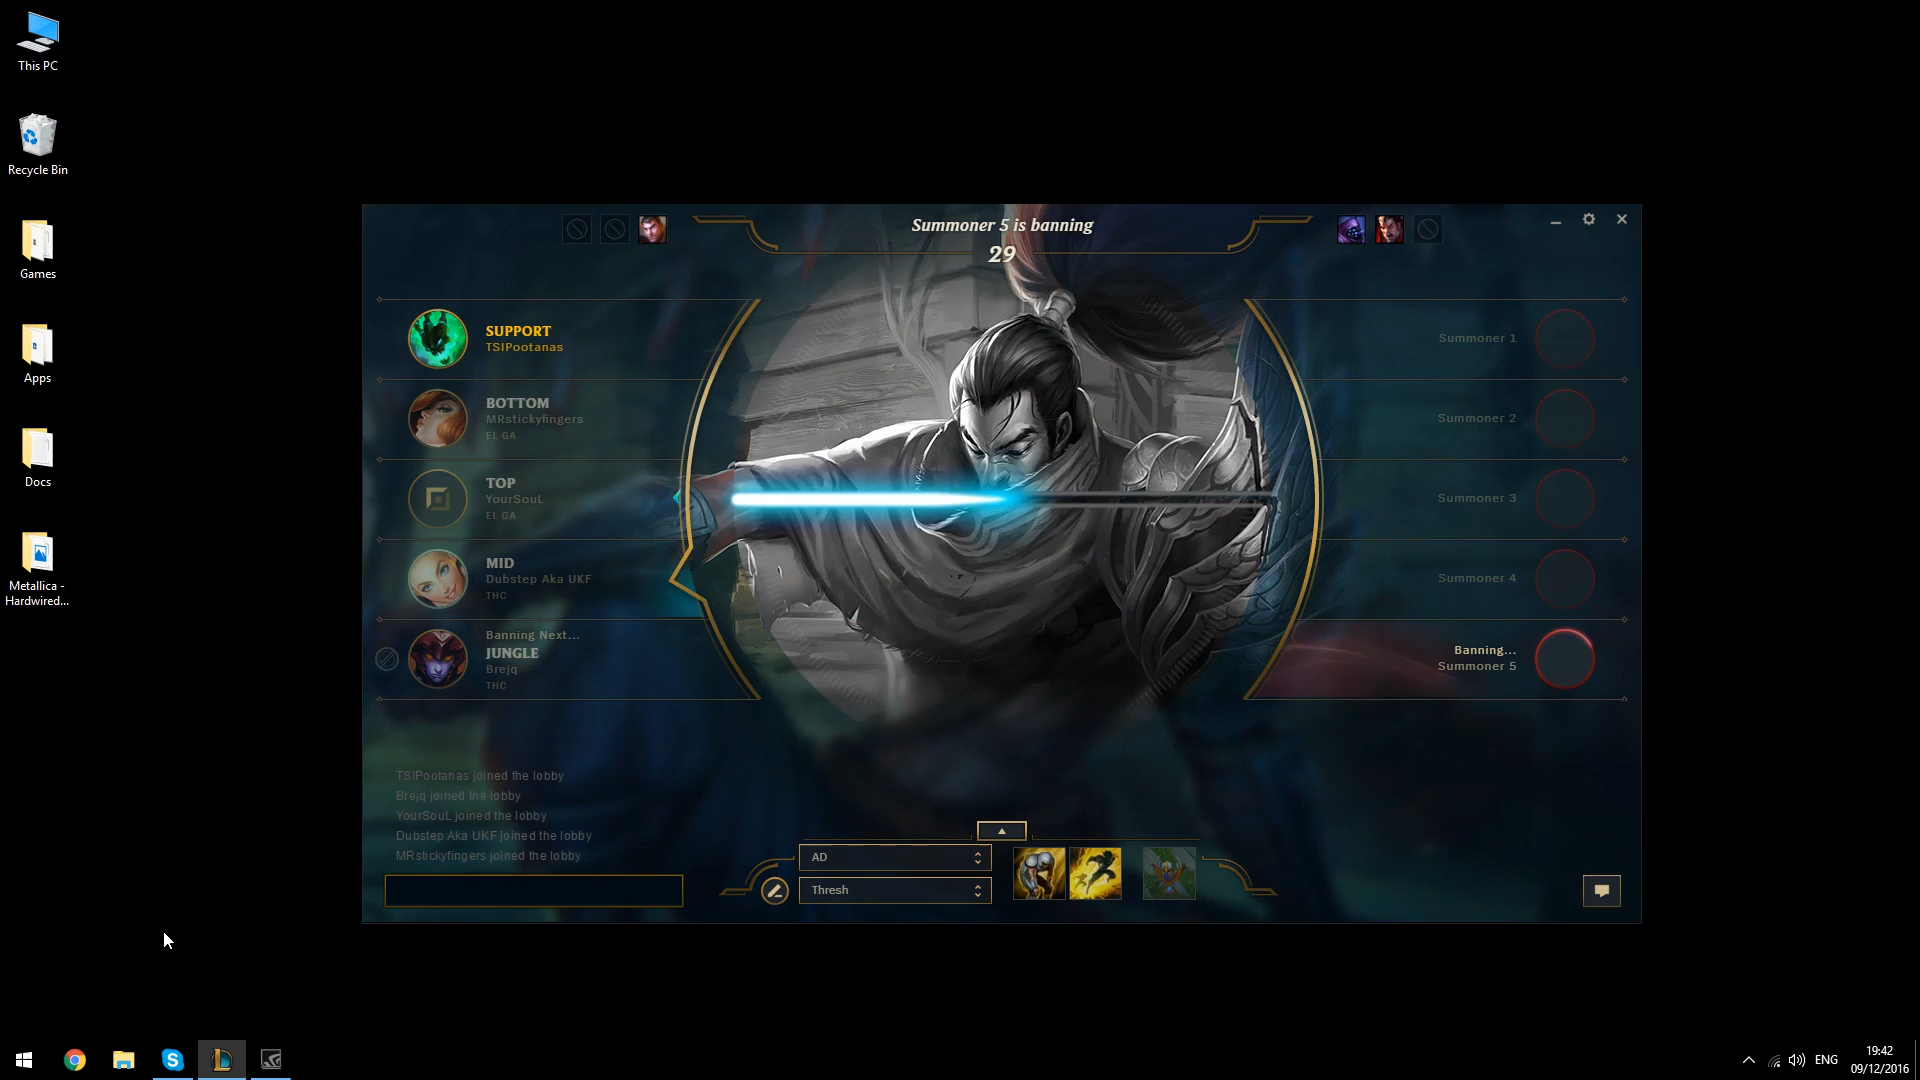 This PC
Recycle Bin
Games
Apps
Docs
Metallica -
Hardwired...
Summoner 5 is banning
29
SUPPORT
TSIPootanas
BOTTOM
MRstickyfingers
EL GA
TOP
YourSouL
EL GA
MID
Dubstep Aka UKF
THC
Banning Next...
JUNGLE
Brejq
THC
Summoner 1
Summoner 2
Summoner 3
Summoner 4
Banning...
Summoner 5
TSIPootanas joined the lobby
Brejq joined the lobby
YourSouL joined the lobby
Dubstep Aka UKF joined the lobby
MRstickyfingers joined the lobby
AD
Thresh
ENG
19:42
09/12/2016